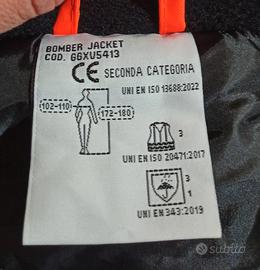 BOMBER JACKET
COD. G6XU5413
CE SECONDA CATEGORIA
UNI EN ISO 13688:2022
102-110
172-180
3
UNI EN ISO 20471:2017
3
1
UNI EN 343:2019
subito